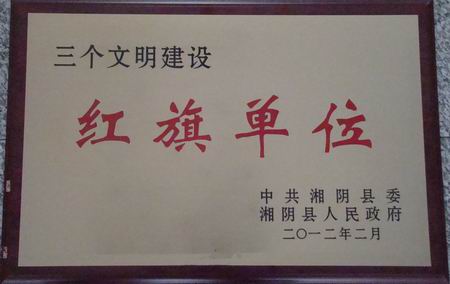 三个文明建设
红旗单位
中共湘阴县委
湘阴县人民政府
二〇一二年二月